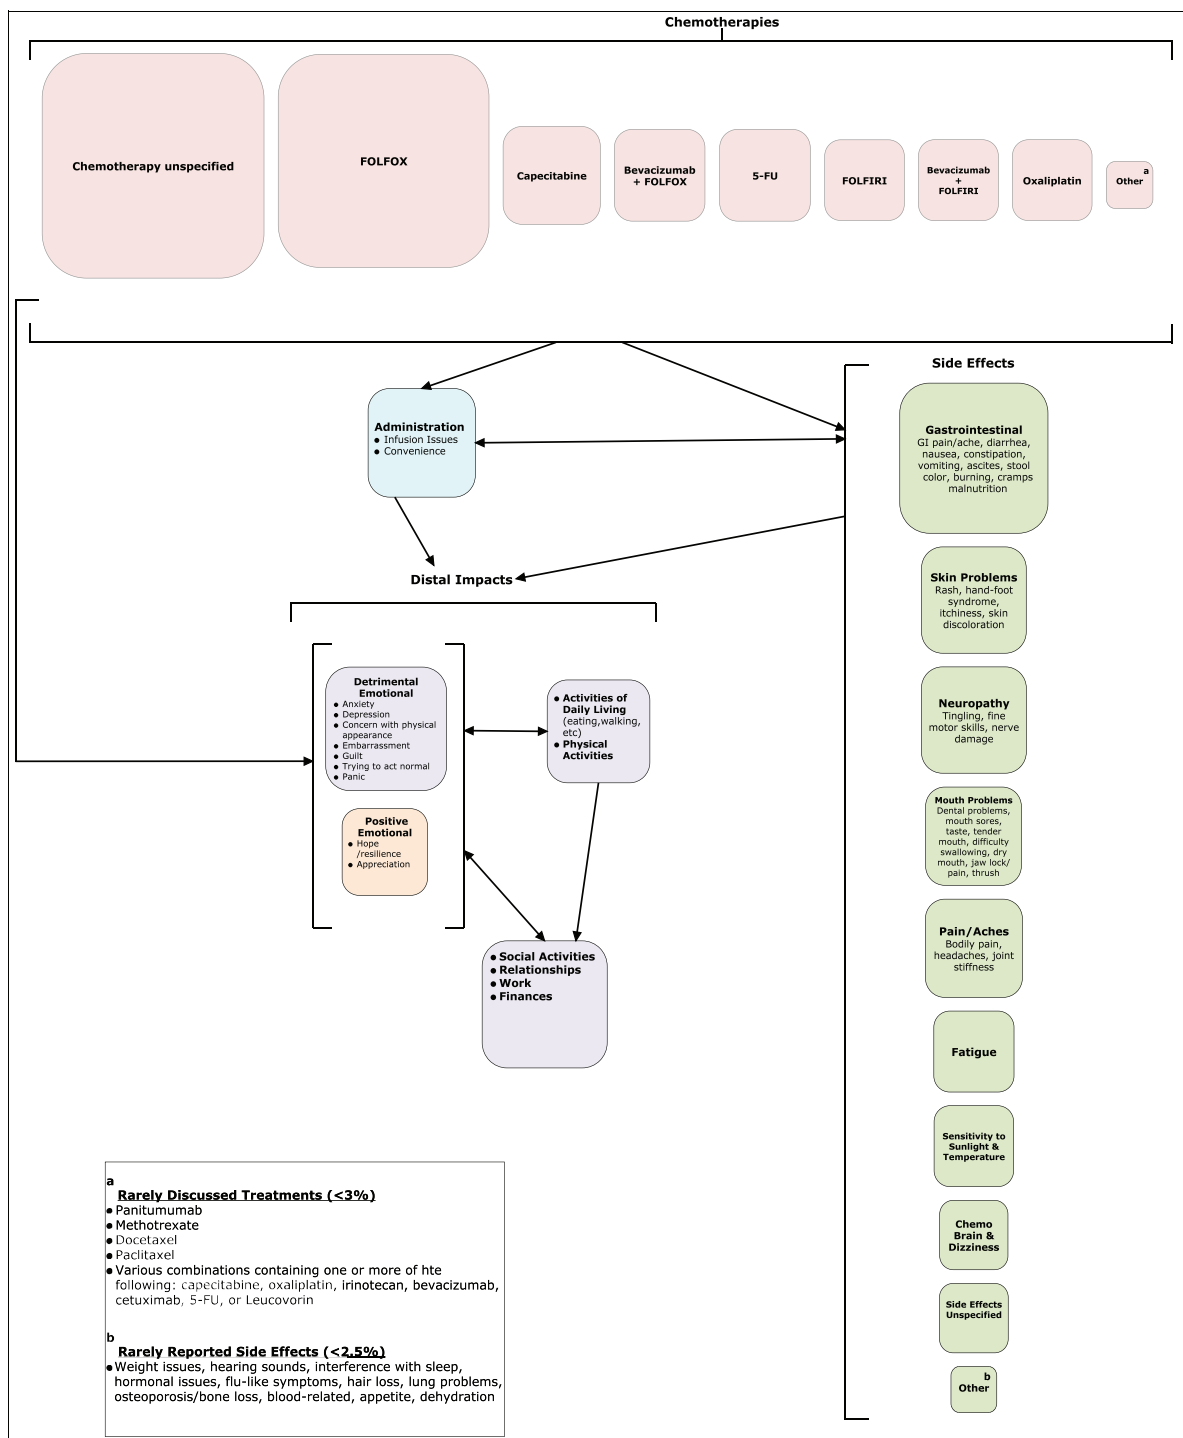 Chemotherapies
Chemotherapy unspecified
FOLFOX
Capecitabine
Bevacizumab
+ FOLFOX
5-FU
FOLFIRI
Bevacizumab
+
FOLFIRI
Oxaliplatin
a
Other
Side Effects
Administration
● Infusion Issues
● Convenience
Gastrointestinal
GI pain/ache, diarrhea,
nausea, constipation,
vomiting, ascites, stool
color, burning, cramps
malnutrition
Distal Impacts
Skin Problems
Rash, hand-foot
syndrome,
itchiness, skin
discoloration
Detrimental
Emotional
● Anxiety
● Depression
● Concern with physical
appearance
● Embarrassment
● Guilt
● Trying to act normal
● Panic
● Activities of
Daily Living
(eating,walking,
etc)
● Physical
Activities
Neuropathy
Tingling, fine
motor skills, nerve
damage
Positive
Emotional
● Hope
/resilience
● Appreciation
Mouth Problems
Dental problems,
mouth sores,
taste, tender
mouth, difficulty
swallowing, dry
mouth, jaw lock/
pain, thrush
● Social Activities
● Relationships
● Work
● Finances
Pain/Aches
Bodily pain,
headaches, joint
stiffness
Fatigue
Sensitivity to
Sunlight &
Temperature
Chemo
Brain &
Dizziness
Side Effects
Unspecified
b
Other
a
Rarely Discussed Treatments (<3%)
● Panitumumab
● Methotrexate
● Docetaxel
● Paclitaxel
● Various combinations containing one or more of hte
following: capecitabine, oxaliplatin, irinotecan, bevacizumab,
cetuximab, 5-FU, or Leucovorin
b
Rarely Reported Side Effects (<2.5%)
● Weight issues, hearing sounds, interference with sleep,
hormonal issues, flu-like symptoms, hair loss, lung problems,
osteoporosis/bone loss, blood-related, appetite, dehydration